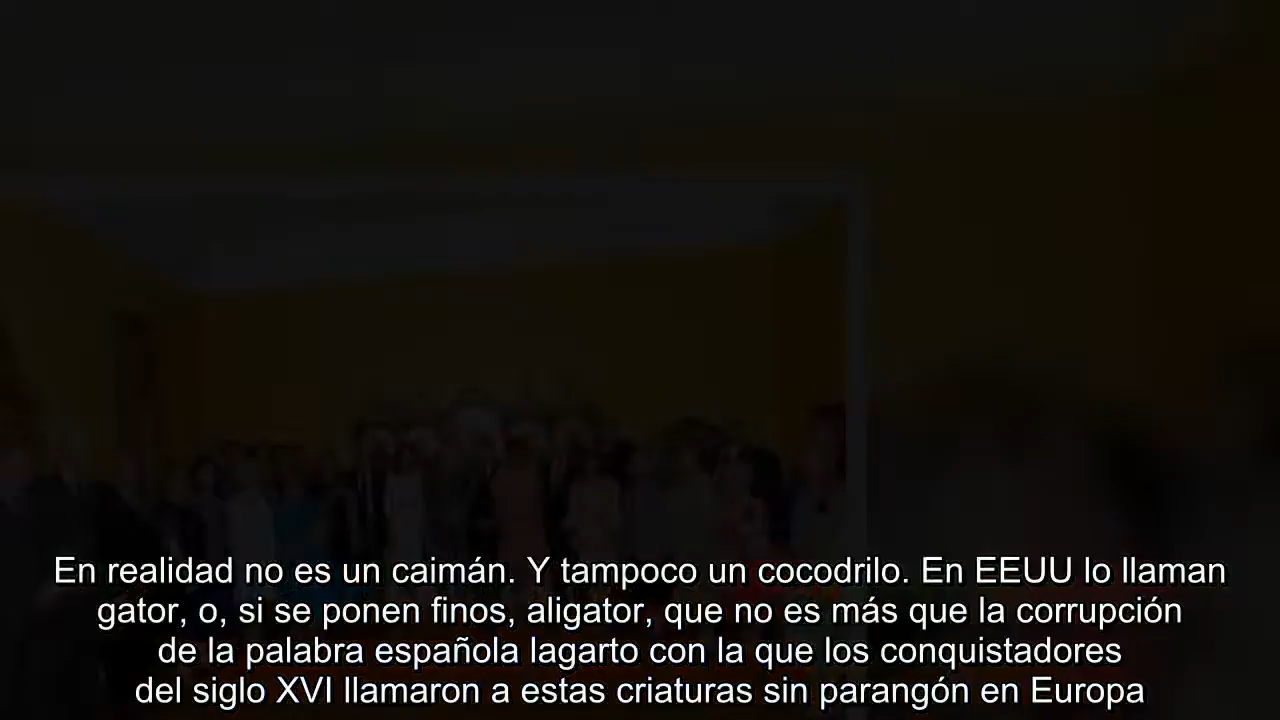 En realidad no es un caimán. Y tampoco un cocodrilo. En EEUU lo llaman
gator, o, si se ponen finos, aligator, que no es más que la corrupción
de la palabra española lagarto con la que los conquistadores
del siglo XVI llamaron a estas criaturas sin parangón en Europa